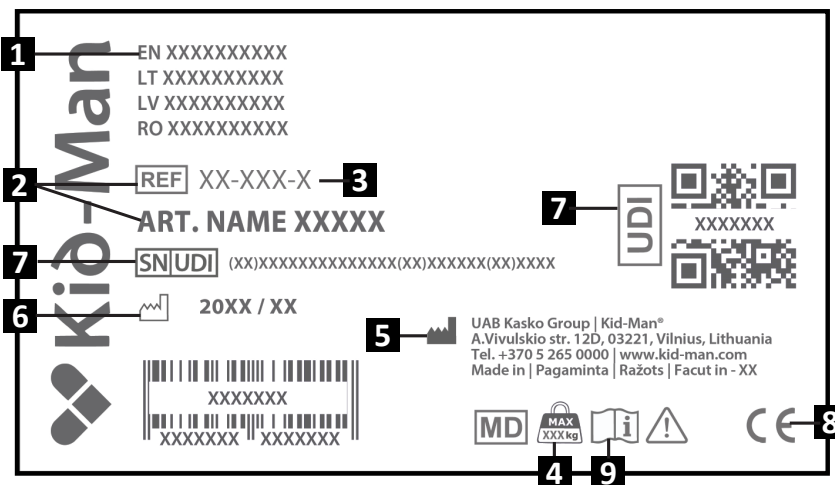 1
EN XXXXXXXXXX
LT XXXXXXXXXX
LV XXXXXXXXXX
RO XXXXXXXXXX
Kid-Man
2
REF XX-XXX-X
3
ART. NAME XXXXX
7
UDI
XXXXXXX
7
SN UDI (XX)XXXXXXXXXXXXXX(XX)XXXXXX(XX)XXXX
6
20XX / XX
5
UAB Kasko Group | Kid-Man®
A.Vivulskio str. 12D, 03221, Vilnius, Lithuania
Tel. +370 5 265 0000 | www.kid-man.com
Made in | Pagaminta | Ražots | Facut in - XX
XXXXXXX
XXXXXXX XXXXXXX
MD
MAX
XXX kg
i
!
CE
8
4
9